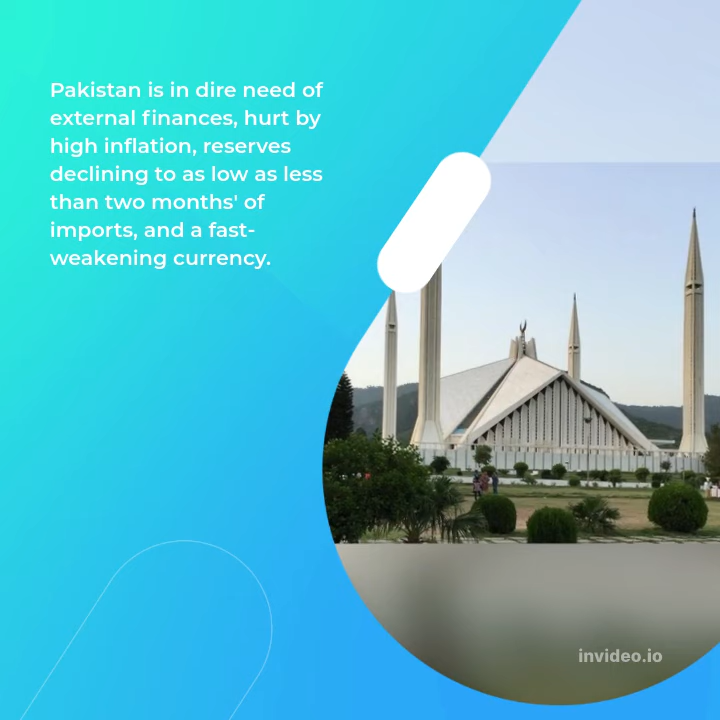 Pakistan is in dire need of
external finances, hurt by
high inflation, reserves
declining to as low as less
than two months' of
imports, and a fast-
weakening currency.
invideo.io